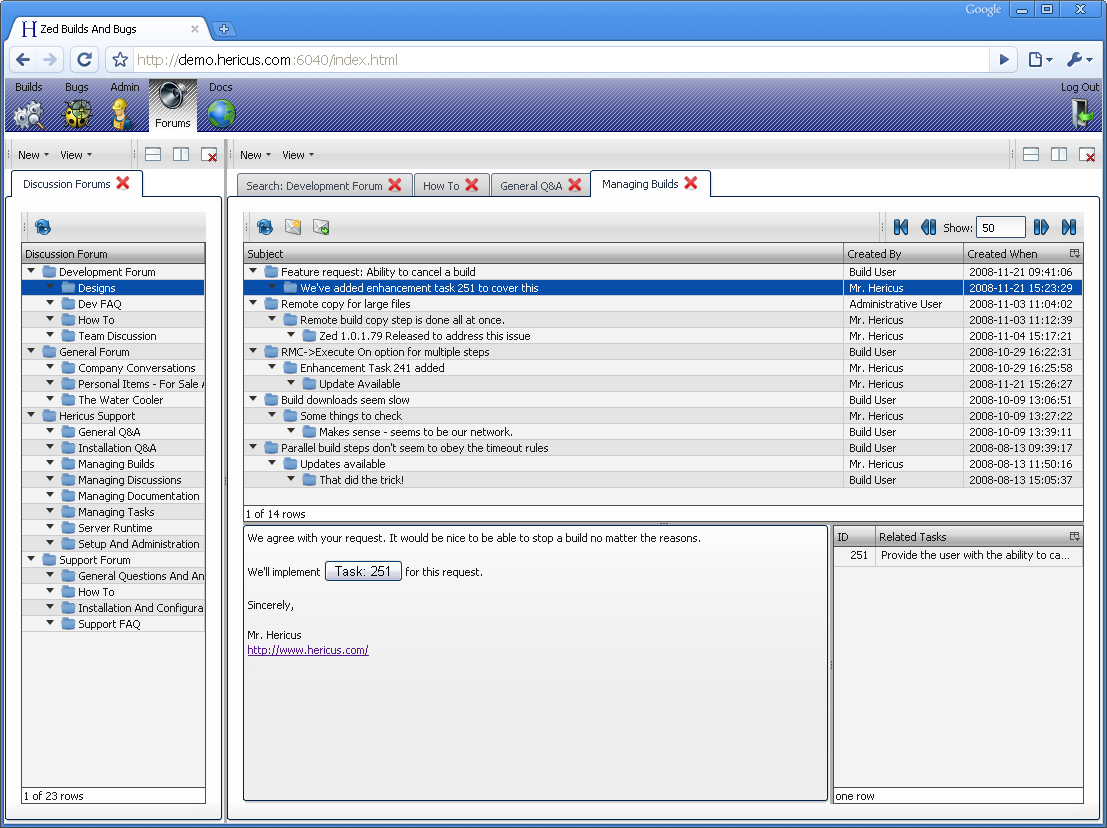 Google
Zed Builds And Bugs
http://demo.hericus.com:6040/index.html
Builds Bugs Admin Forums Docs Log Out
New View New View
Discussion Forums
Search: Development Forum How To General Q&A Managing Builds
Show: 50
Discussion Forum
Development Forum
Designs
Dev FAQ
How To
Team Discussion
General Forum
Company Conversations
Personal Items - For Sale
The Water Cooler
Hericus Support
General Q&A
Installation Q&A
Managing Builds
Managing Discussions
Managing Documentation
Managing Tasks
Server Runtime
Setup And Administration
Support Forum
General Questions And An
How To
Installation And Configura
Support FAQ
1 of 23 rows
Subject Created By Created When
Feature request: Ability to cancel a build Build User 2008-11-21 09:41:06
We've added enhancement task 251 to cover this Mr. Hericus 2008-11-21 15:23:29
Remote copy for large files Administrative User 2008-11-03 11:04:02
Remote build copy step is done all at once. Mr. Hericus 2008-11-03 11:12:39
Zed 1.0.1.79 Released to address this issue Mr. Hericus 2008-11-04 15:17:21
RMC->Execute On option for multiple steps Build User 2008-10-29 16:22:31
Enhancement Task 241 added Mr. Hericus 2008-10-29 16:25:58
Update Available Mr. Hericus 2008-11-21 15:26:27
Build downloads seem slow Build User 2008-10-09 13:06:51
Some things to check Mr. Hericus 2008-10-09 13:27:22
Makes sense - seems to be our network. Build User 2008-10-09 13:39:11
Parallel build steps don't seem to obey the timeout rules Build User 2008-08-13 09:39:17
Updates available Mr. Hericus 2008-08-13 11:50:16
That did the trick! Build User 2008-08-13 15:05:37
1 of 14 rows
We agree with your request. It would be nice to be able to stop a build no matter the reasons.
We'll implement Task: 251 for this request.
Sincerely,
Mr. Hericus
http://www.hericus.com/
ID Related Tasks
251 Provide the user with the ability to ca...
one row